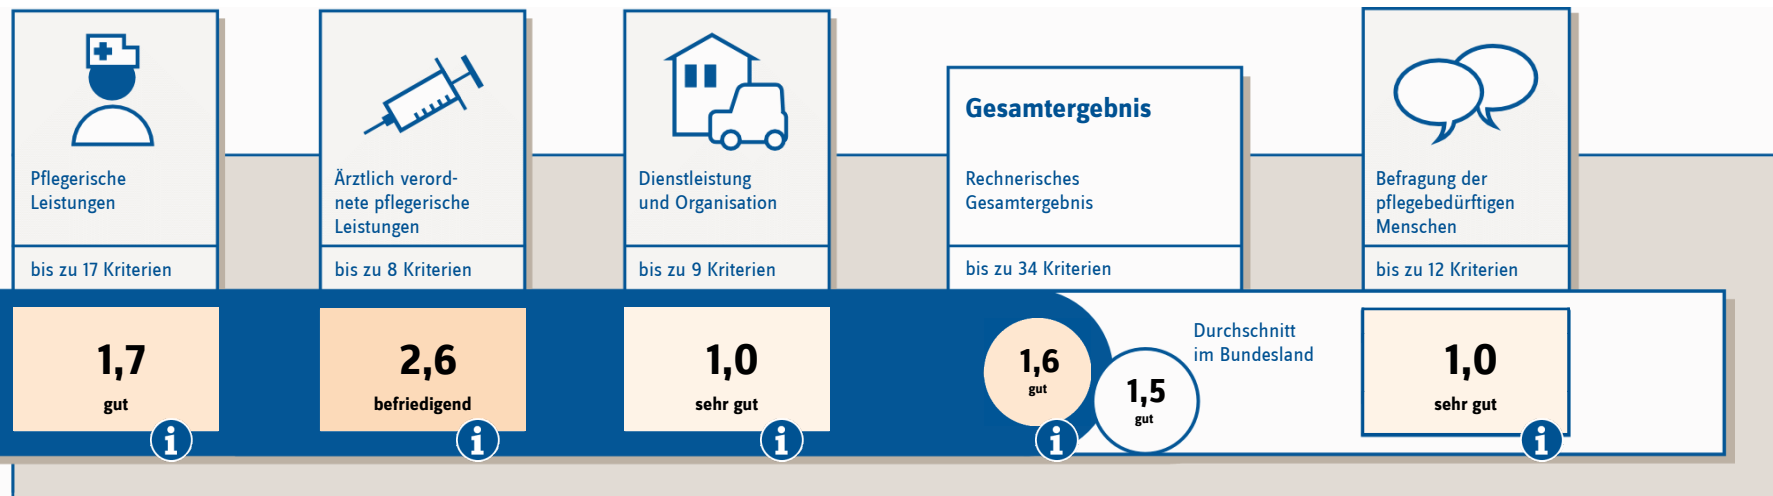 Pflegerische
Leistungen
bis zu 17 Kriterien
1,7
gut
i
Ärztlich verord-
nete pflegerische
Leistungen
bis zu 8 Kriterien
2,6
befriedigend
i
Dienstleistung
und Organisation
bis zu 9 Kriterien
1,0
sehr gut
i
Gesamtergebnis
Rechnerisches
Gesamtergebnis
bis zu 34 Kriterien
1,6
gut
i
1,5
gut
Durchschnitt
im Bundesland
Befragung der
pflegebedürftigen
Menschen
bis zu 12 Kriterien
1,0
sehr gut
i